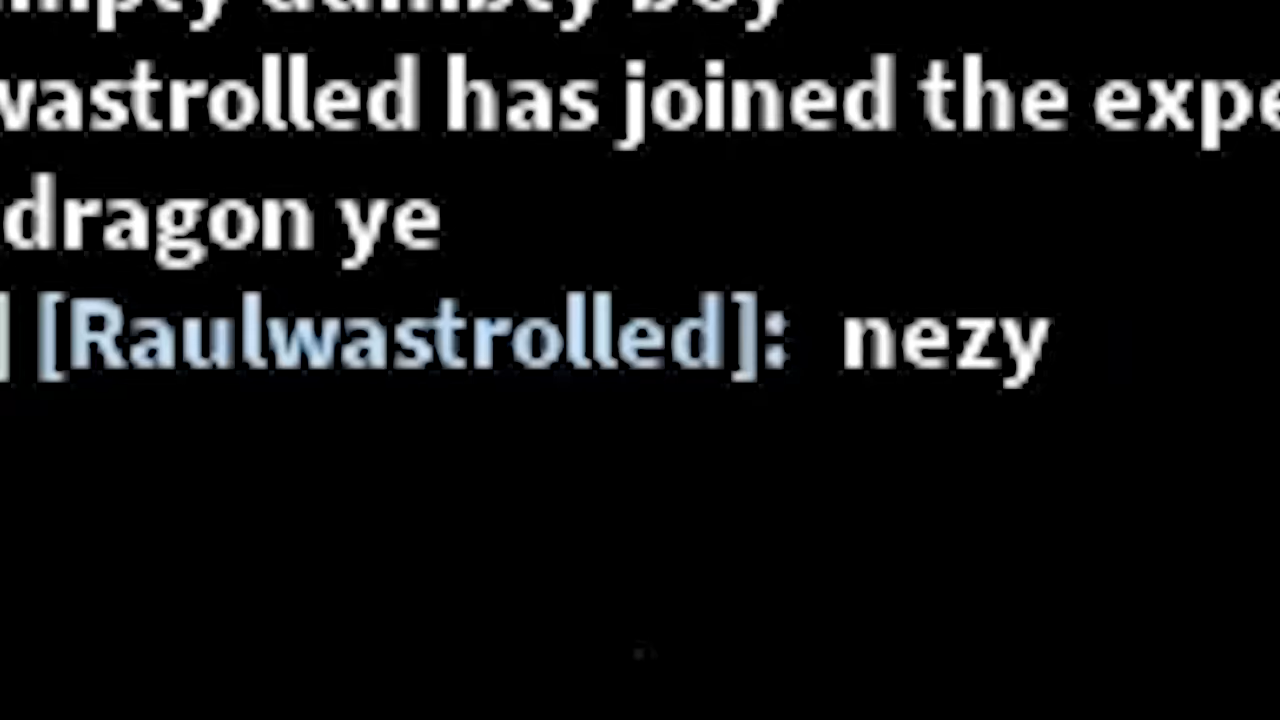 wastrolled has joined the expe
dragon ye
] [Raulwastrolled]: nezy